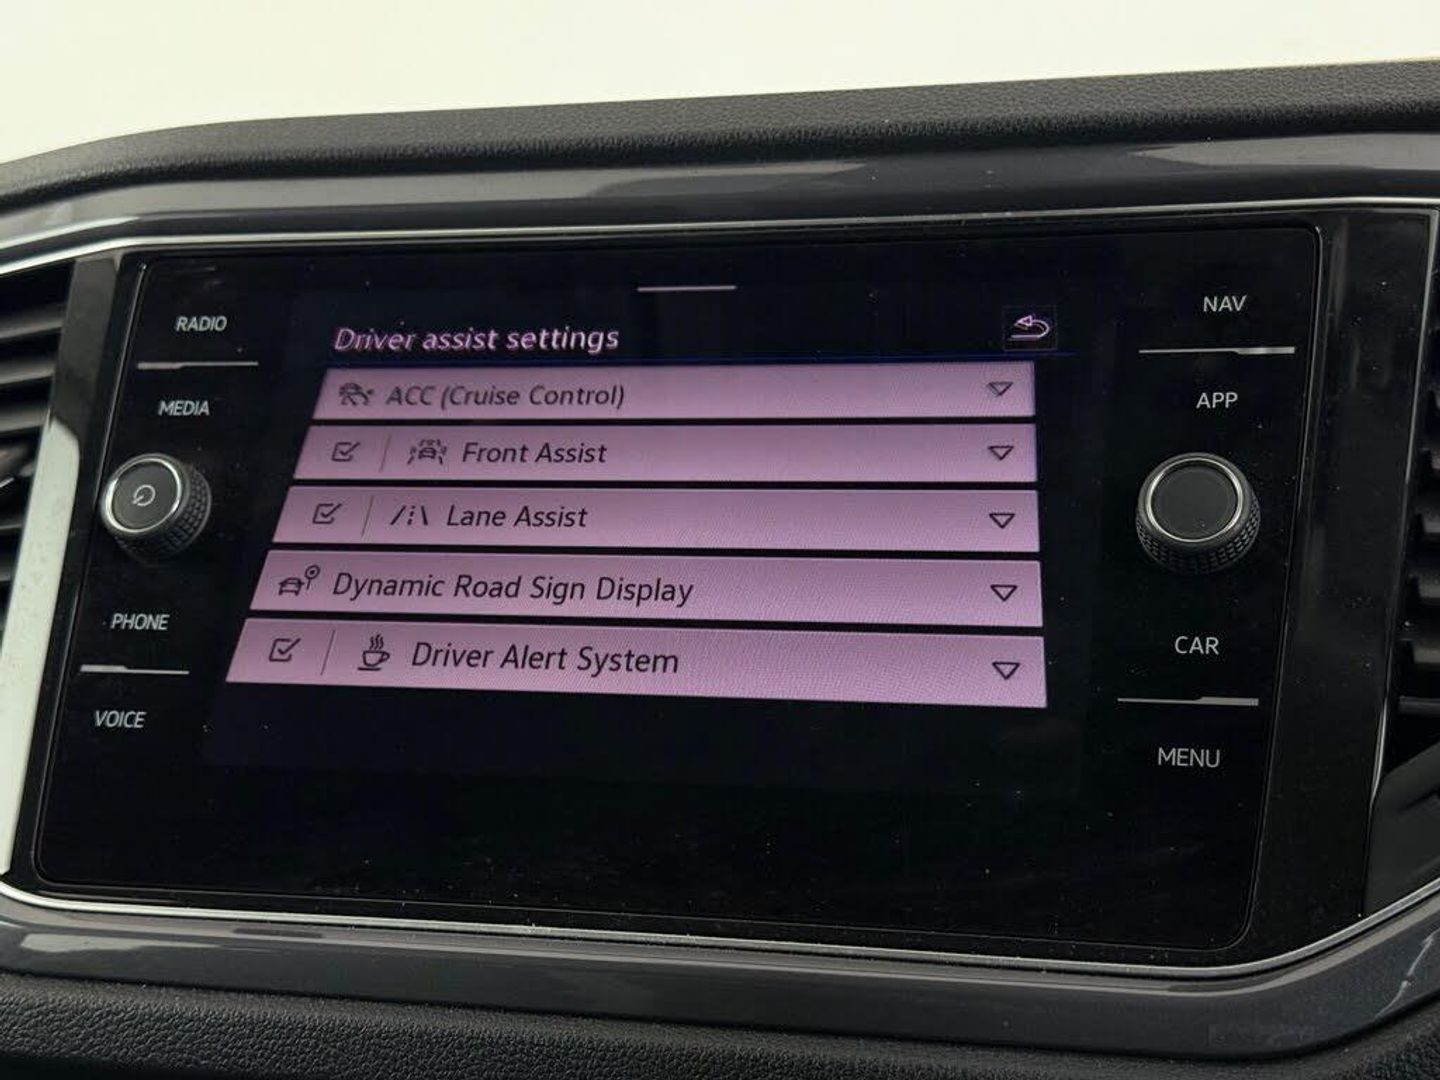 RADIO
MEDIA
PHONE
VOICE
Driver assist settings
ACC (Cruise Control)
Front Assist
Lane Assist
Dynamic Road Sign Display
Driver Alert System
NAV
APP
CAR
MENU